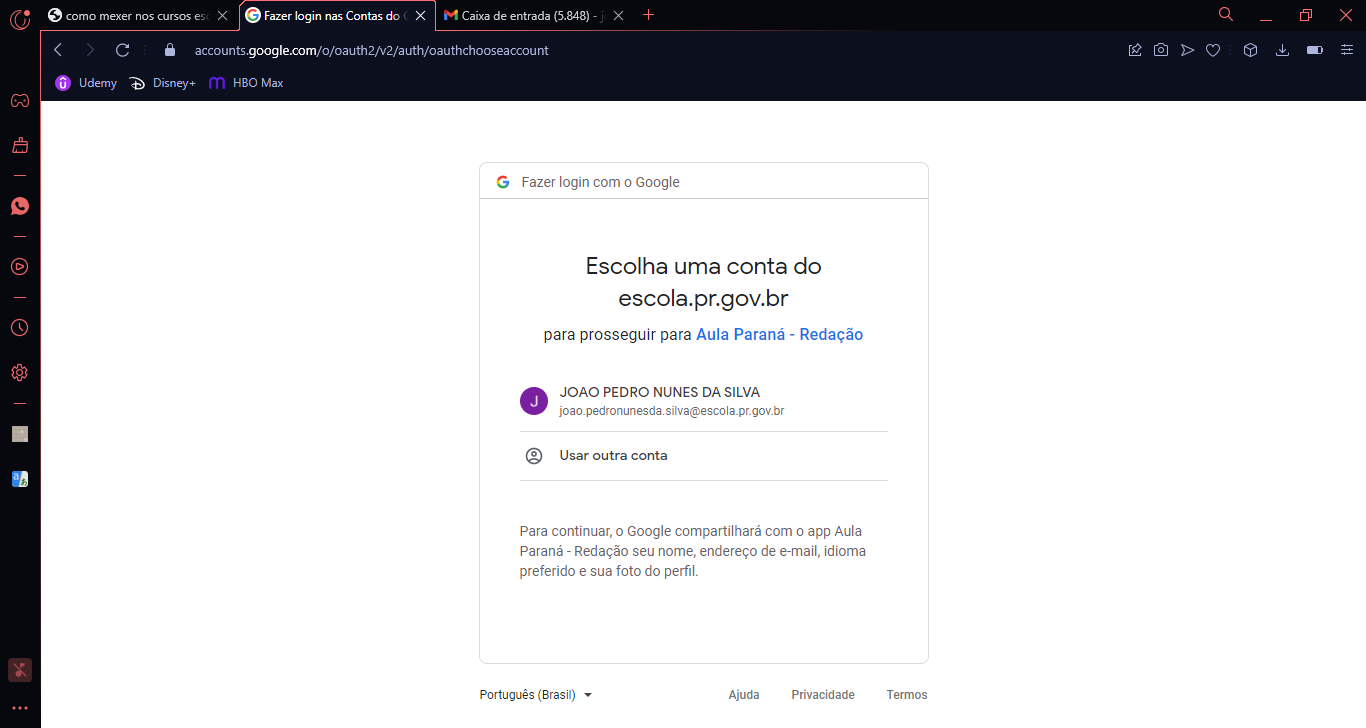 como mexer nos cursos esc
Fazer login nas Contas do
Caixa de entrada (5.848) - j
accounts.google.com/o/oauth2/v2/auth/oauthchooseaccount
Udemy
Disney+
HBO Max
Fazer login com o Google
Escolha uma conta do
escola.pr.gov.br
para prosseguir para Aula Paraná - Redação
J
JOAO PEDRO NUNES DA SILVA
joao.pedronunesda.silva@escola.pr.gov.br
Usar outra conta
Para continuar, o Google compartilhará com o app Aula
Paraná - Redação seu nome, endereço de e-mail, idioma
preferido e sua foto do perfil.
Português (Brasil)
Ajuda
Privacidade
Termos